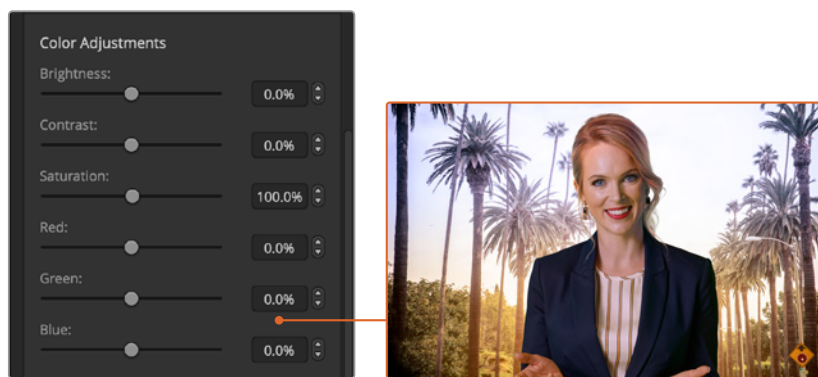 Color Adjustments
Brightness:
0.0%
Contrast:
0.0%
Saturation:
100.0%
Red:
0.0%
Green:
0.0%
Blue:
0.0%